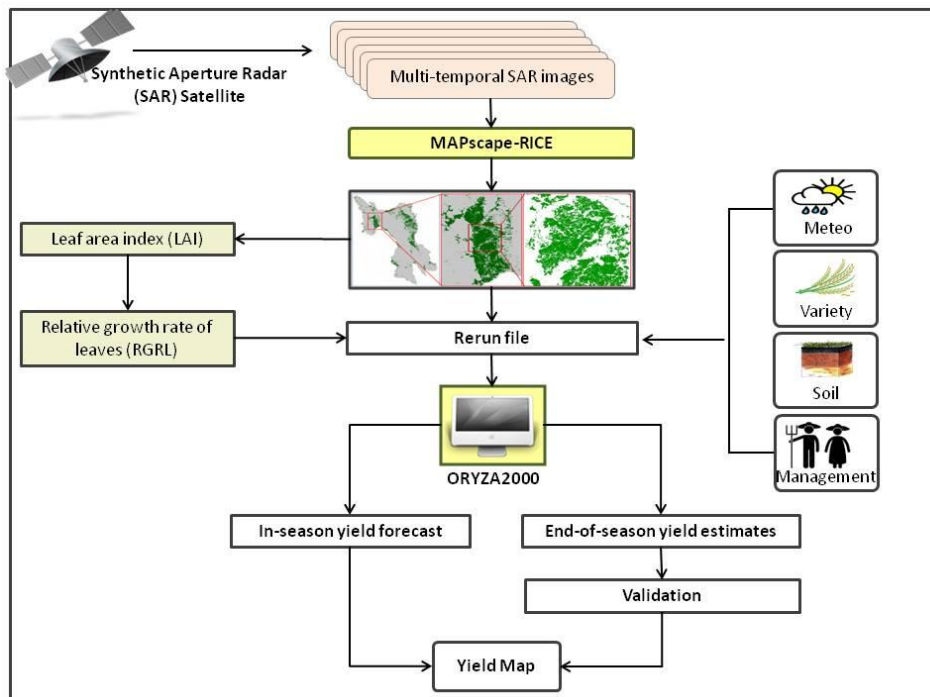 Synthetic Aperture Radar
(SAR) Satellite
Multi-temporal SAR images
MAPscape-RICE
Leaf area index (LAI)
Relative growth rate of
leaves (RGRL)
Rerun file
Meteo
Variety
Soil
Management
ORYZA2000
In-season yield forecast
End-of-season yield estimates
Validation
Yield Map